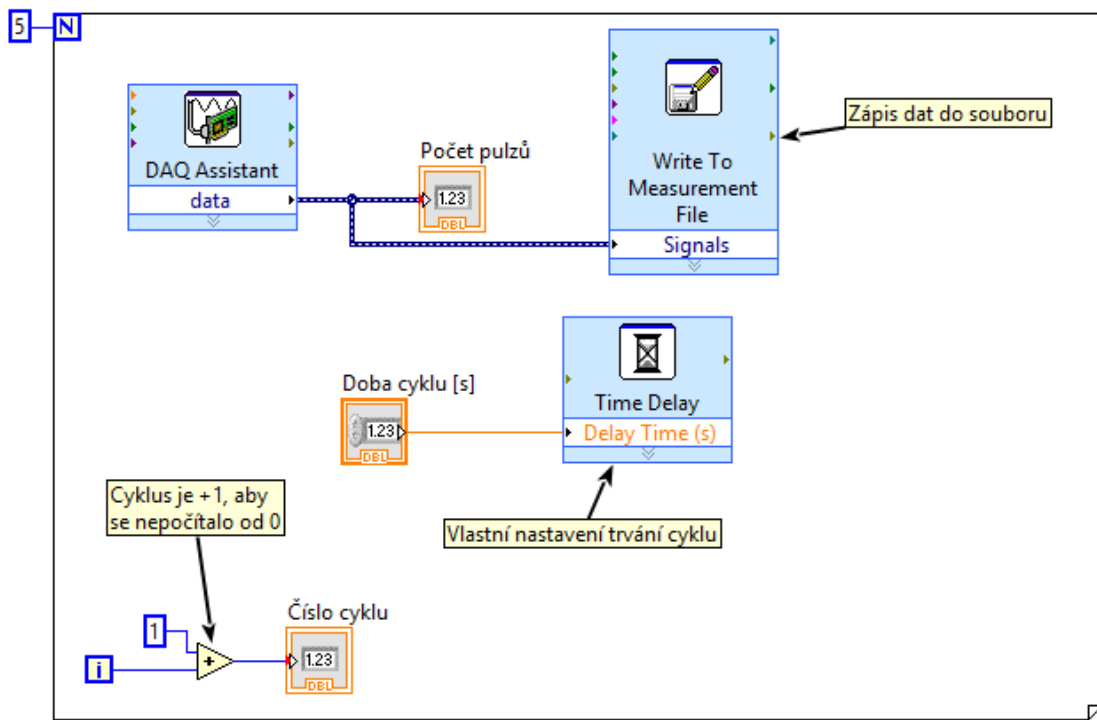 5
N
DAQ Assistant
data
Počet pulzů
1.23
DBL
Write To
Measurement
File
Signals
Zápis dat do souboru
Doba cyklu [s]
1.23
DBL
Time Delay
Delay Time (s)
Cyklus je +1, aby
se nepočítalo od 0
Vlastní nastavení trvání cyklu
1
i
+
Číslo cyklu
1.23
DBL